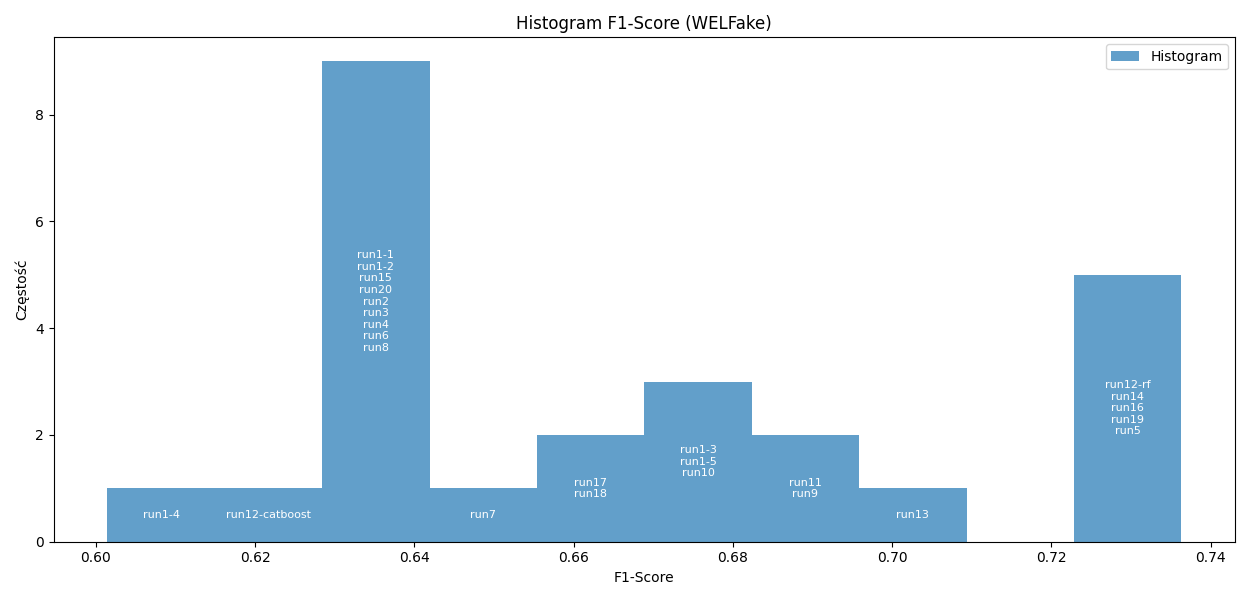 Histogram F1-Score (WELFake)
Histogram
Częstość
8
6
4
2
0
run1-4
run12-catboost
run1-1
run1-2
run15
run20
run2
run3
run4
run6
run8
run7
run17
run18
run1-3
run1-5
run10
run11
run9
run13
run12-rf
run14
run16
run19
run5
0.60
0.62
0.64
0.66
0.68
0.70
0.72
0.74
F1-Score